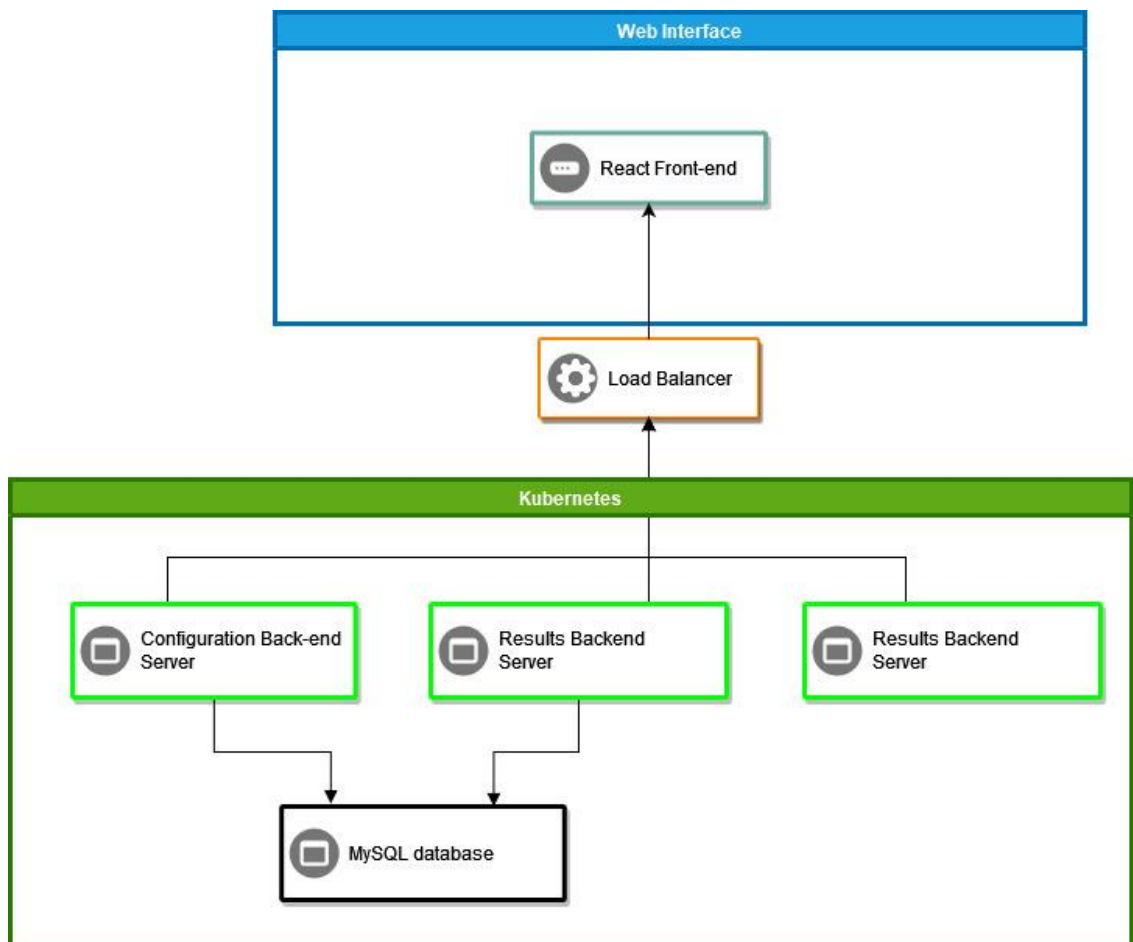 Web Interface
React Front-end
Load Balancer
Kubernetes
Configuration Back-end
Server
Results Backend
Server
Results Backend
Server
MySQL database